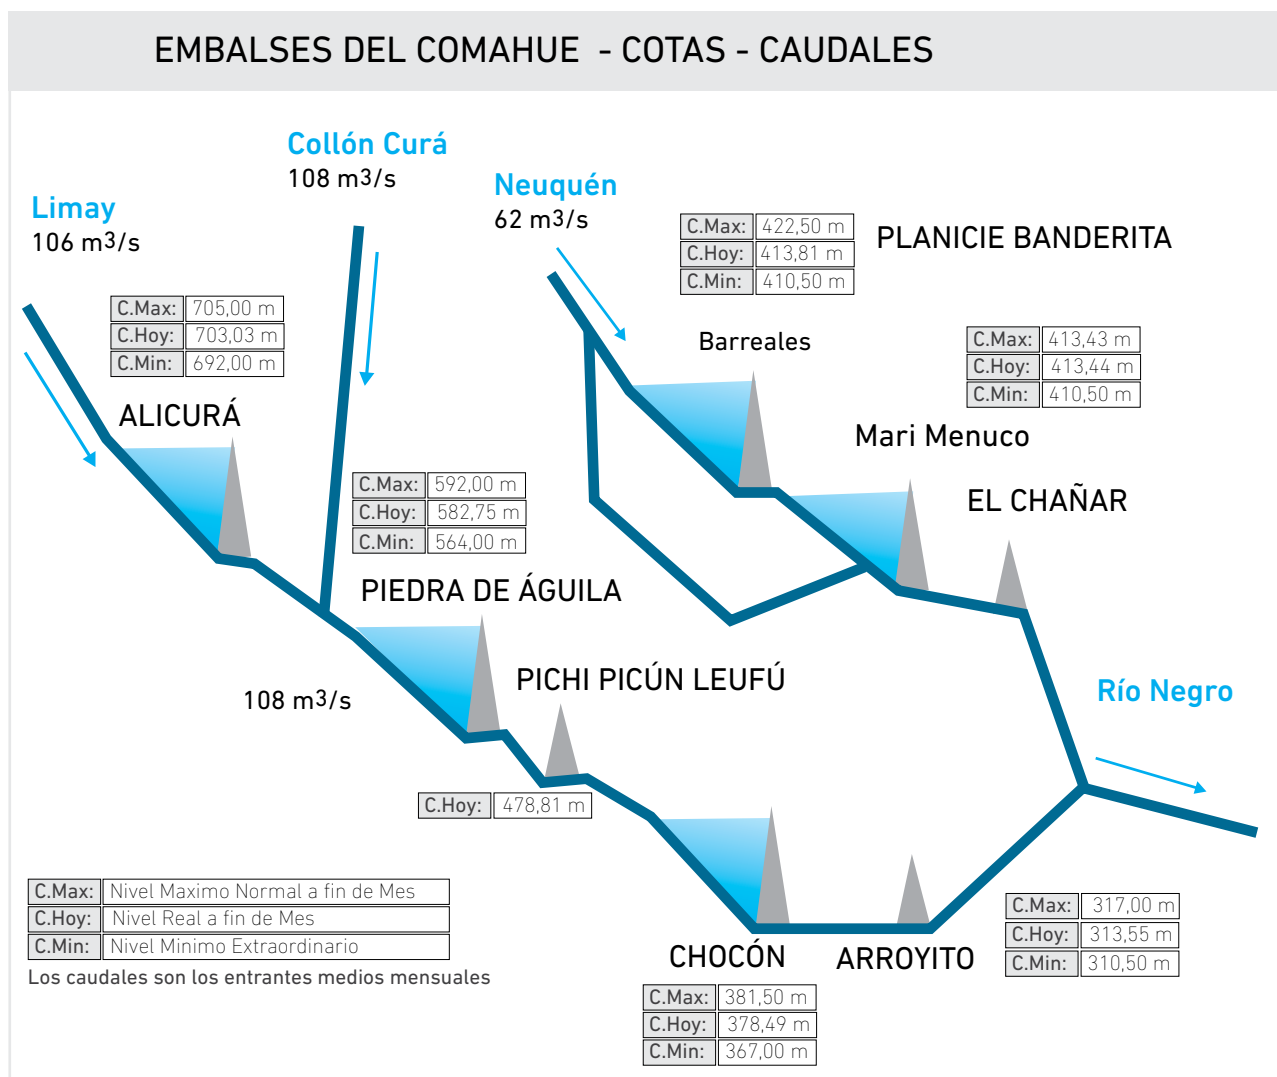 EMBALSES DEL COMAHUE - COTAS - CAUDALES
Collón Curá
108 m3/s
Neuquén
62 m3/s
Limay
106 m3/s
C.Max: 422,50 m
C.Hoy: 413,81 m
C.Min: 410,50 m
PLANICIE BANDERITA
C.Max: 705,00 m
C.Hoy: 703,03 m
C.Min: 692,00 m
ALICURÁ
Barreales
C.Max: 413,43 m
C.Hoy: 413,44 m
C.Min: 410,50 m
Mari Menuco
EL CHAÑAR
C.Max: 592,00 m
C.Hoy: 582,75 m
C.Min: 564,00 m
PIEDRA DE ÁGUILA
108 m3/s
PICHI PICÚN LEUFÚ
Río Negro
C.Hoy: 478,81 m
C.Max: Nivel Maximo Normal a fin de Mes
C.Hoy: Nivel Real a fin de Mes
C.Min: Nivel Minimo Extraordinario
Los caudales son los entrantes medios mensuales
CHOCÓN
ARROYITO
C.Max: 317,00 m
C.Hoy: 313,55 m
C.Min: 310,50 m
C.Max: 381,50 m
C.Hoy: 378,49 m
C.Min: 367,00 m